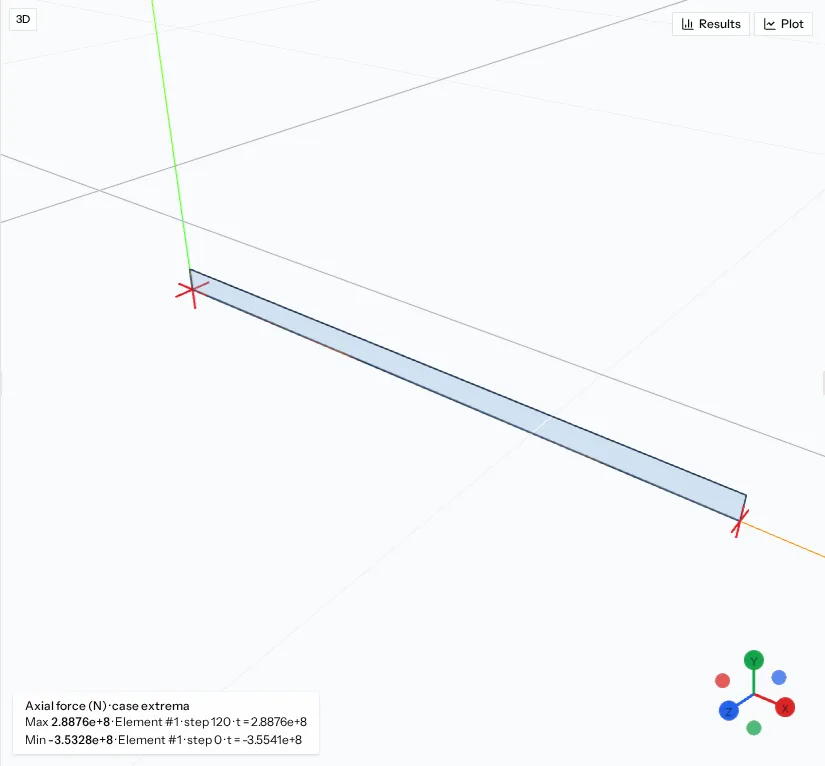 3D
Results
Plot
Axial force (N)·case extrema
Max 2.8876e+8·Element #1·step 120·t=2.8876e+8
Min -3.5328e+8·Element #1·step 0·t=-3.5541e+8
Y
X
Z